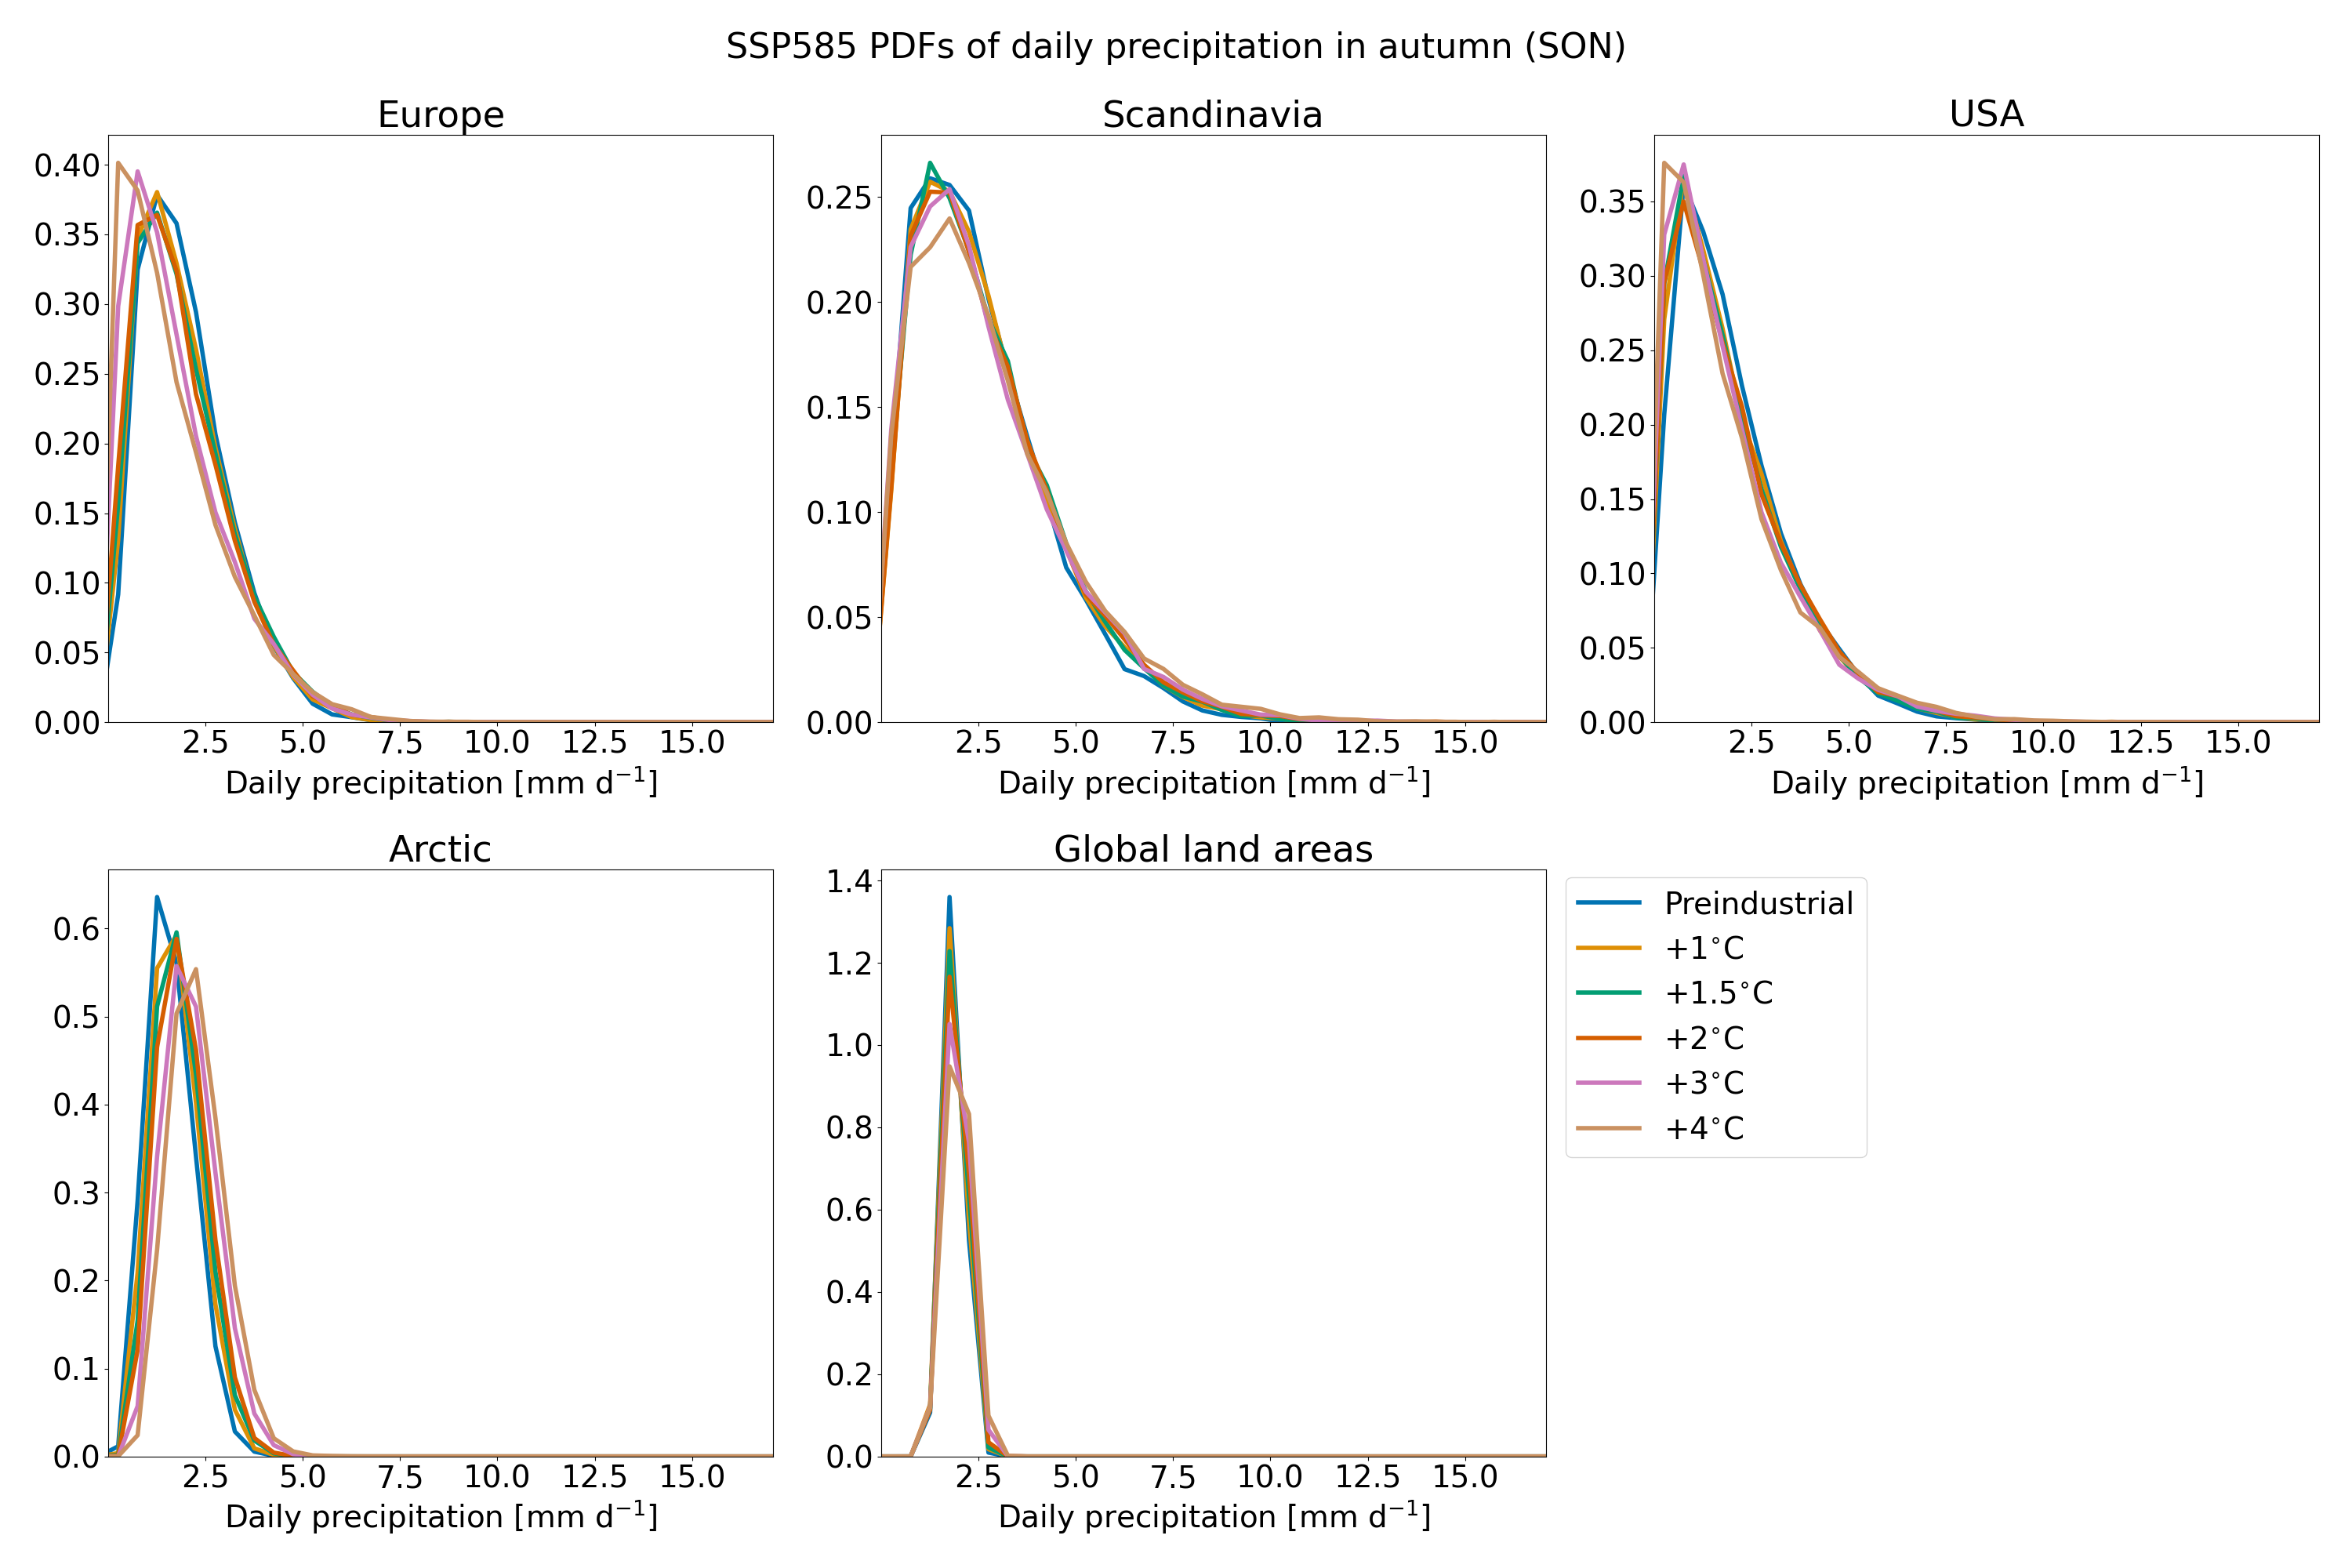 SSP585 PDFs of daily precipitation in autumn (SON)
Europe
0.40
0.35
0.30
0.25
0.20
0.15
0.10
0.05
0.00
2.5 5.0 7.5 10.0 12.5 15.0
Daily precipitation [mm d⁻¹]
Scandinavia
0.25
0.20
0.15
0.10
0.05
0.00
2.5 5.0 7.5 10.0 12.5 15.0
Daily precipitation [mm d⁻¹]
USA
0.35
0.30
0.25
0.20
0.15
0.10
0.05
0.00
2.5 5.0 7.5 10.0 12.5 15.0
Daily precipitation [mm d⁻¹]
Arctic
0.6
0.5
0.4
0.3
0.2
0.1
0.0
2.5 5.0 7.5 10.0 12.5 15.0
Daily precipitation [mm d⁻¹]
Global land areas
1.4
1.2
1.0
0.8
0.6
0.4
0.2
0.0
2.5 5.0 7.5 10.0 12.5 15.0
Daily precipitation [mm d⁻¹]
Preindustrial
+1°C
+1.5°C
+2°C
+3°C
+4°C